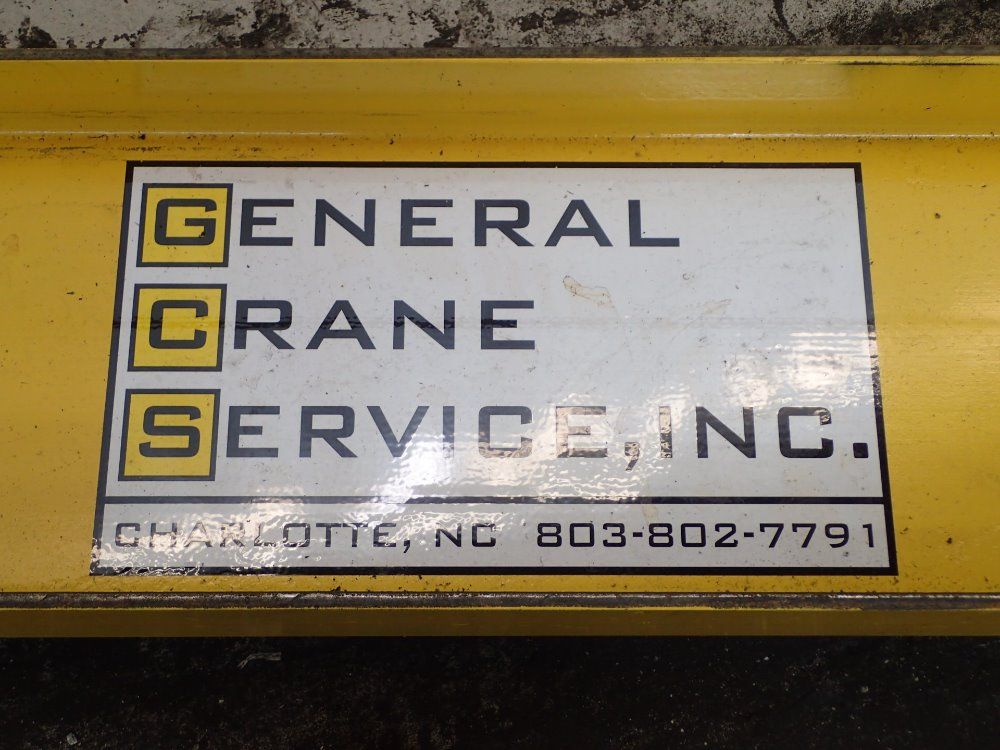 GENERAL
CRANE
SERVICE, INC.
CHARLOTTE, NC 803-802-7791